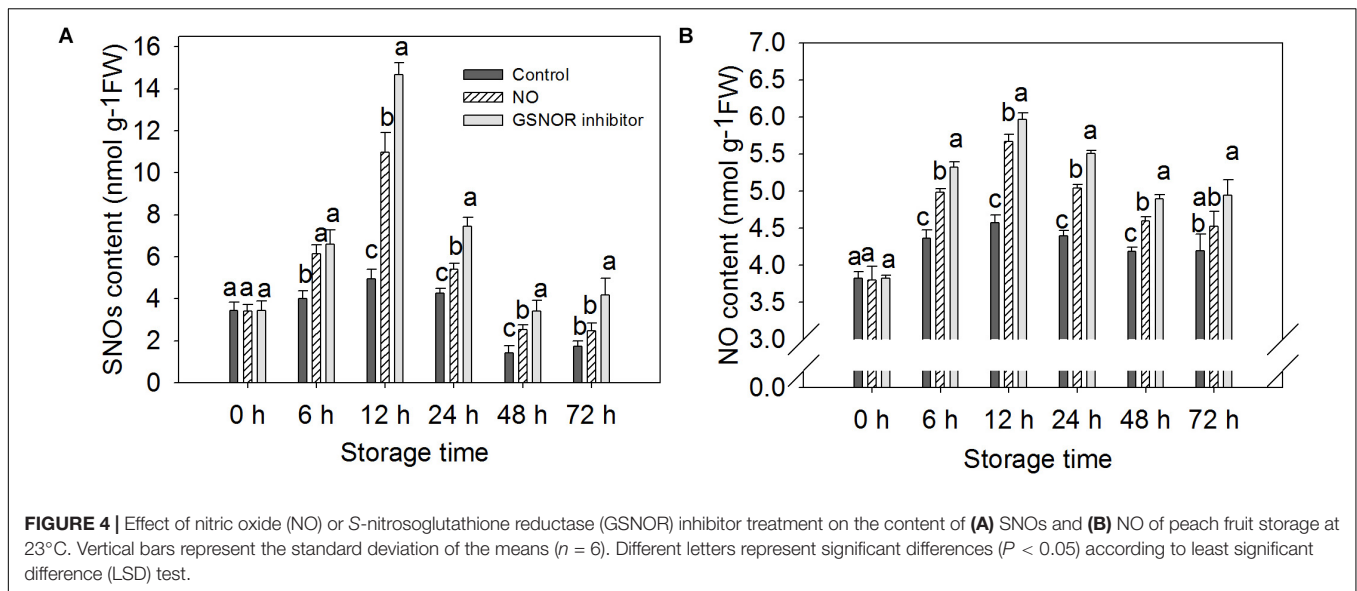 A
SNOs content (nmol g-1FW)
16
14
12
10
8
6
4
2
0
Control
NO
GSNOR inhibitor
a a a
b a a
c b a
c b a
c b a
b b a
0 h 6 h 12 h 24 h 48 h 72 h
Storage time
B
NO content (nmol g-1FW)
7.0
6.5
6.0
5.5
5.0
4.5
4.0
3.5
3.0
0.0
a a a
c b a
c b a
c b a
c b a
b ab a
0 h 6 h 12 h 24 h 48 h 72 h
Storage time
FIGURE 4 | Effect of nitric oxide (NO) or S-nitrosoglutathione reductase (GSNOR) inhibitor treatment on the content of (A) SNOs and (B) NO of peach fruit storage at
23°C. Vertical bars represent the standard deviation of the means (n = 6). Different letters represent significant differences (P < 0.05) according to least significant
difference (LSD) test.